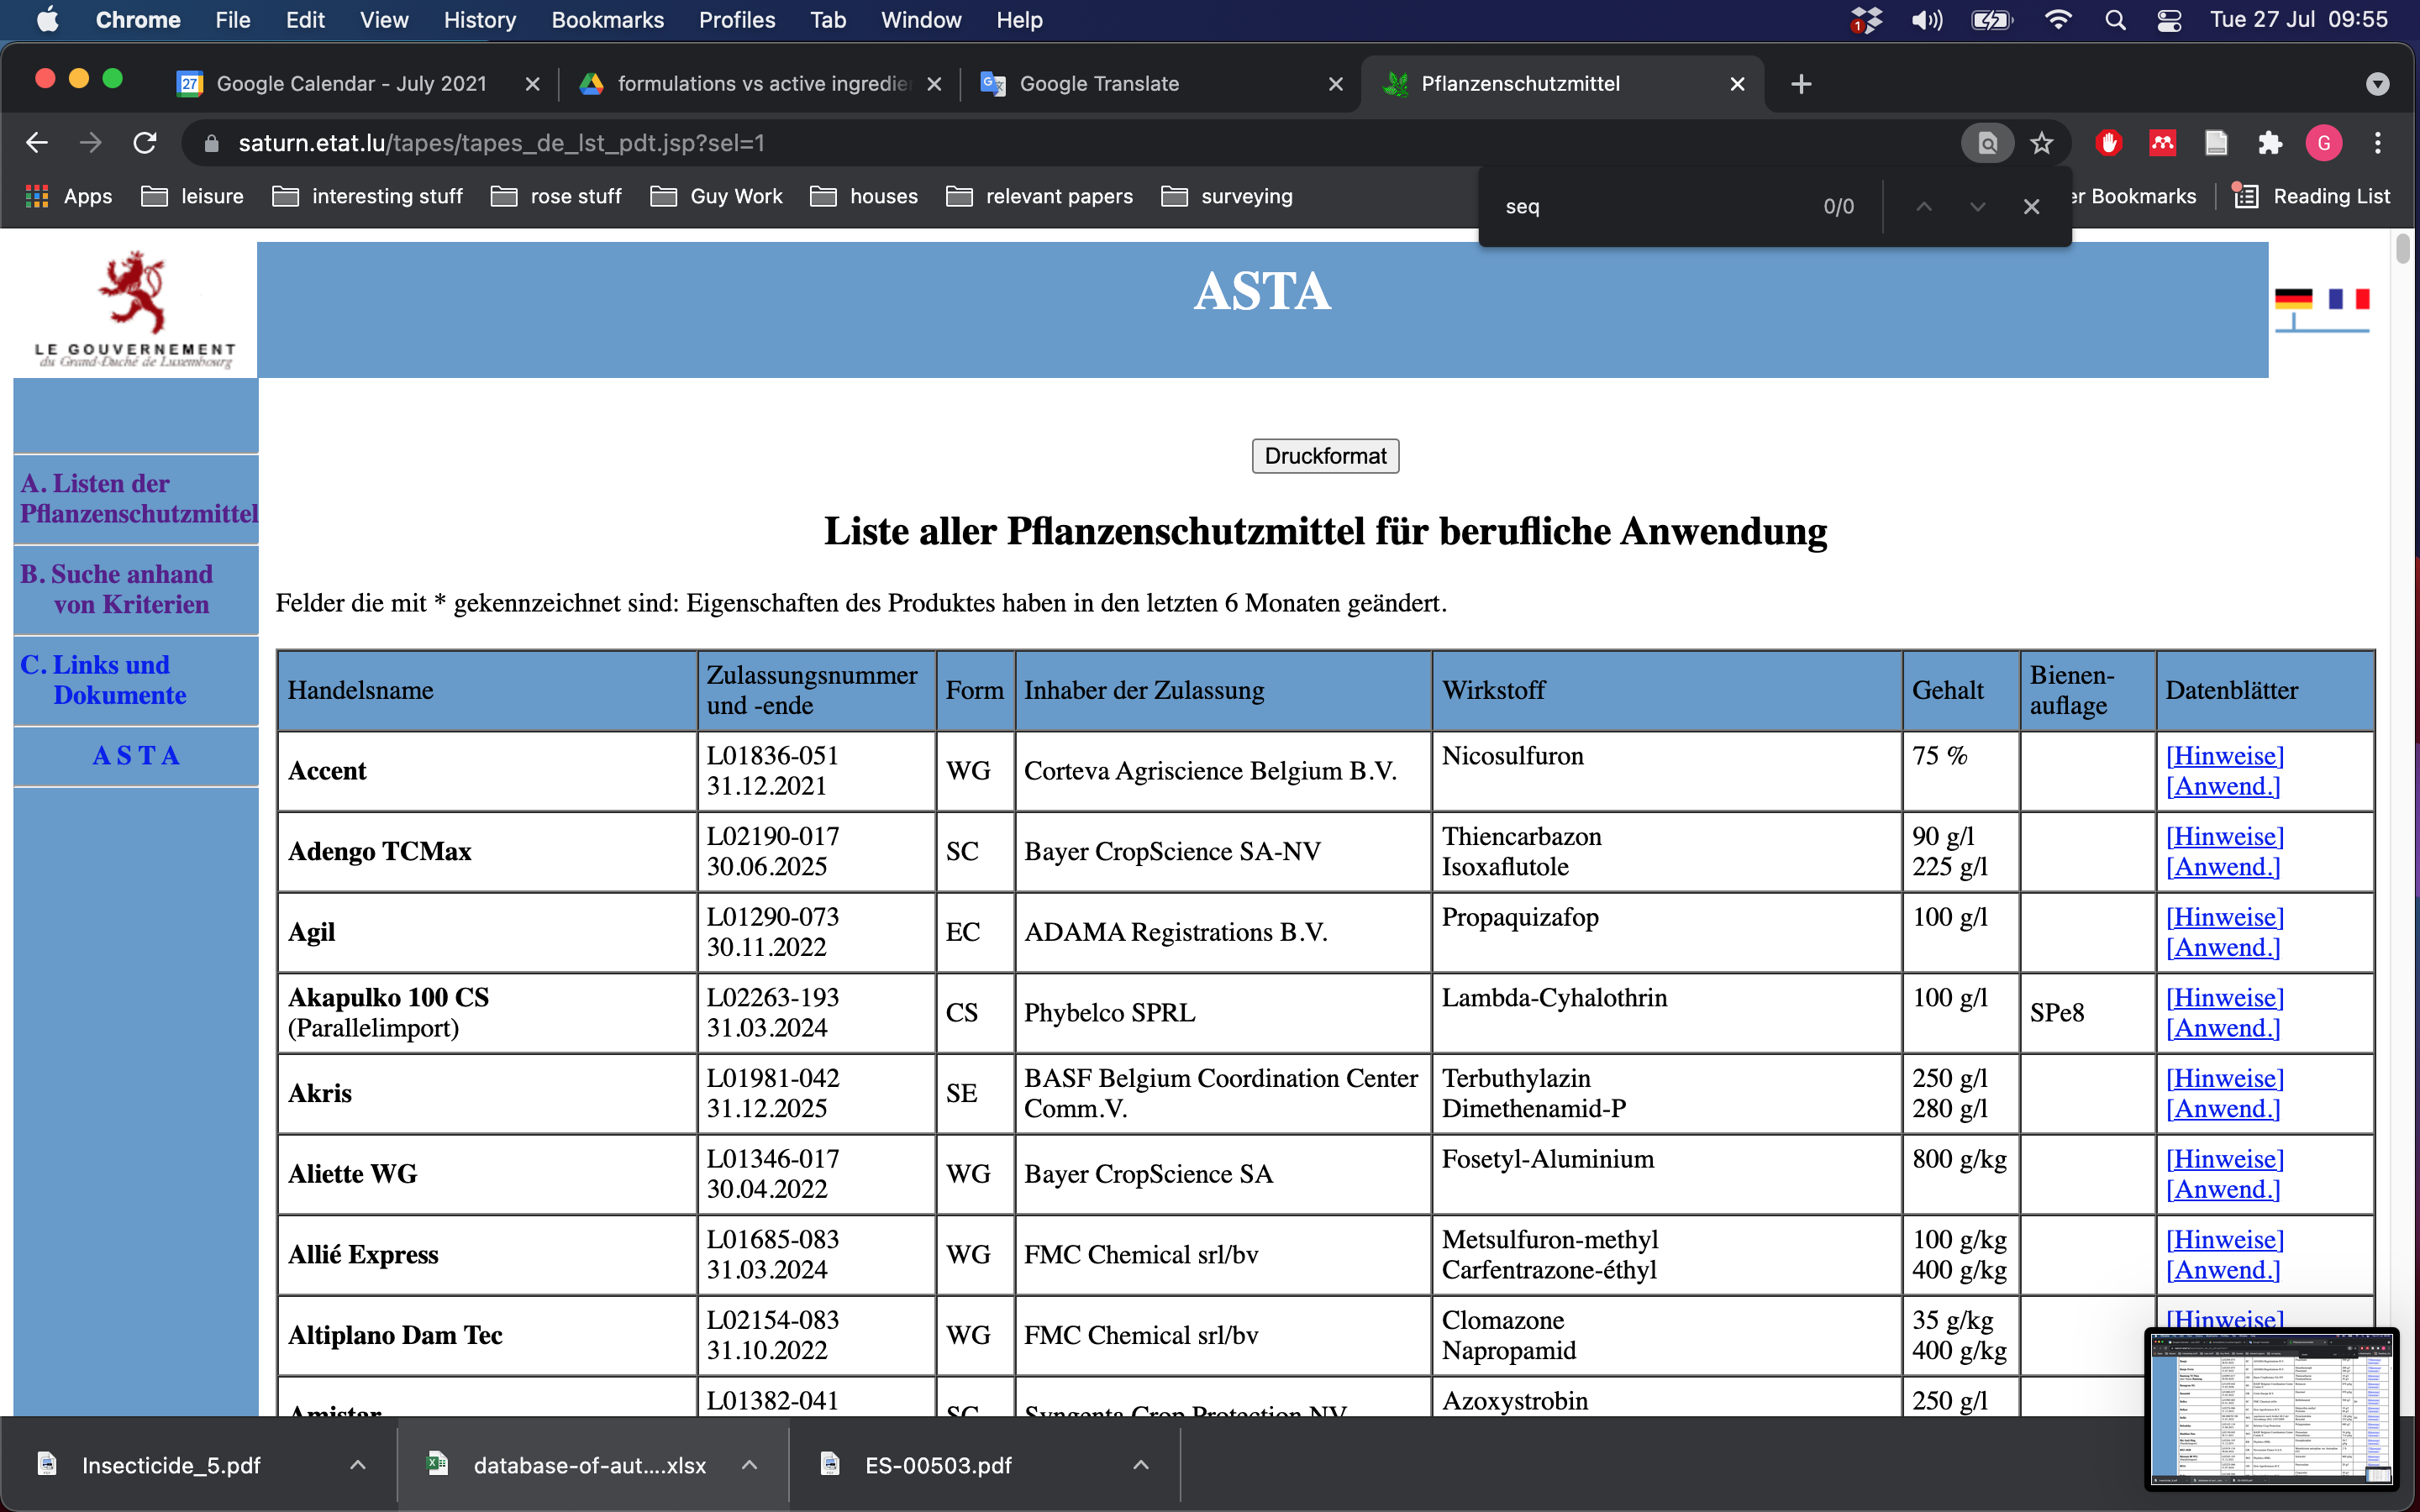 Chrome File Edit View History Bookmarks Profiles Tab Window Help
1
Tue 27 Jul 09:55
27 Google Calendar - July 2021
formulations vs active ingredie
Google Translate
Pflanzenschutzmittel
saturn.etat.lu/tapes/tapes_de_lst_pdt.jsp?sel=1
G
Apps leisure interesting stuff rose stuff Guy Work houses relevant papers surveying
er Bookmarks Reading List
seq 0/0
LE GOUVERNEMENT
du Grand-Duché de Luxembourg
ASTA
A. Listen der
Pflanzenschutzmittel
B. Suche anhand
von Kriterien
C. Links und
Dokumente
A S T A
Druckformat
Liste aller Pflanzenschutzmittel für berufliche Anwendung
Felder die mit * gekennzeichnet sind: Eigenschaften des Produktes haben in den letzten 6 Monaten geändert.
Handelsname Zulassungsnummer und -ende Form Inhaber der Zulassung Wirkstoff Gehalt Bienen-auflage Datenblätter
Accent L01836-051 WG Corteva Agriscience Belgium B.V. Nicosulfuron 75 % [Hinweise]
31.12.2021 [Anwend.]
Adengo TCMax L02190-017 SC Bayer CropScience SA-NV Thiencarbazon 90 g/l [Hinweise]
30.06.2025 Isoxaflutole 225 g/l [Anwend.]
Agil L01290-073 EC ADAMA Registrations B.V. Propaquizafop 100 g/l [Hinweise]
30.11.2022 [Anwend.]
Akapulko 100 CS L02263-193 CS Phybelco SPRL Lambda-Cyhalothrin 100 g/l SPe8 [Hinweise]
(Parallelimport) 31.03.2024 [Anwend.]
Akris L01981-042 SE BASF Belgium Coordination Center Terbuthylazin 250 g/l [Hinweise]
31.12.2025 Comm.V. Dimethenamid-P 280 g/l [Anwend.]
Aliette WG L01346-017 WG Bayer CropScience SA Fosetyl-Aluminium 800 g/kg [Hinweise]
30.04.2022 [Anwend.]
Allié Express L01685-083 WG FMC Chemical srl/bv Metsulfuron-methyl 100 g/kg [Hinweise]
31.03.2024 Carfentrazone-éthyl 400 g/kg [Anwend.]
Altiplano Dam Tec L02154-083 WG FMC Chemical srl/bv Clomazone 35 g/kg [Hinweise]
31.10.2022 Napropamid 400 g/kg
Amistar L01382-041 SC Syngenta Crop Protection NV Azoxystrobin 250 g/l
Insecticide_5.pdf
database-of-aut....xlsx
ES-00503.pdf